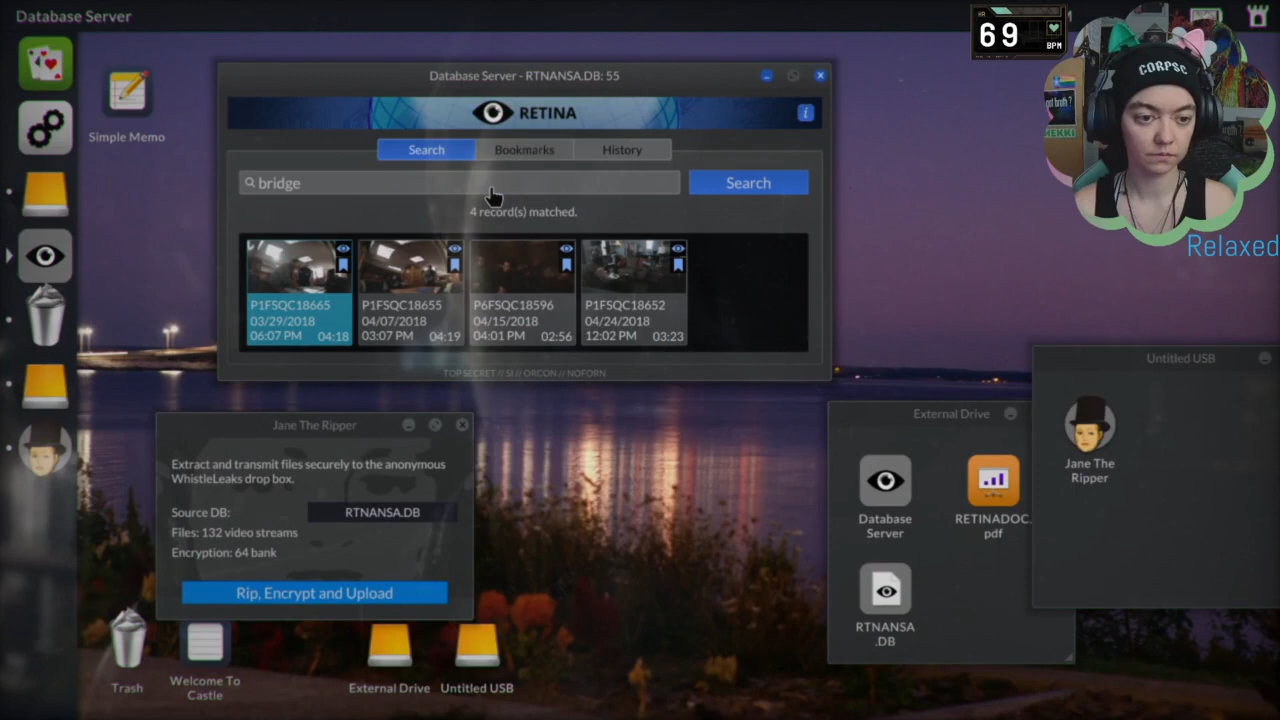 Database Server
Simple Memo
Database Server - RTNANSA.DB: 55
RETINA
i
Search
Bookmarks
History
bridge
Search
4 record(s) matched.
P1FSQC18665
03/29/2018
06:07 PM 04:18
P1FSQC18655
04/07/2018
03:07 PM 04:19
P6FSQC18596
04/15/2018
04:01 PM 02:56
P1FSQC18652
04/24/2018
12:02 PM 03:23
TOP SECRET // SI // ORCON // NOFORN
HR
69
BPM
CORPSE
got broth?
NEKKI
Relaxed
Jane The Ripper
Extract and transmit files securely to the anonymous
WhistleLeaks drop box.
Source DB: RTNANSA.DB
Files: 132 video streams
Encryption: 64 bank
Rip, Encrypt and Upload
External Drive
Database
Server
RETINADOC.
pdf
RTNANSA
.DB
Untitled USB
Jane The
Ripper
Trash
Welcome To
Castle
External Drive
Untitled USB